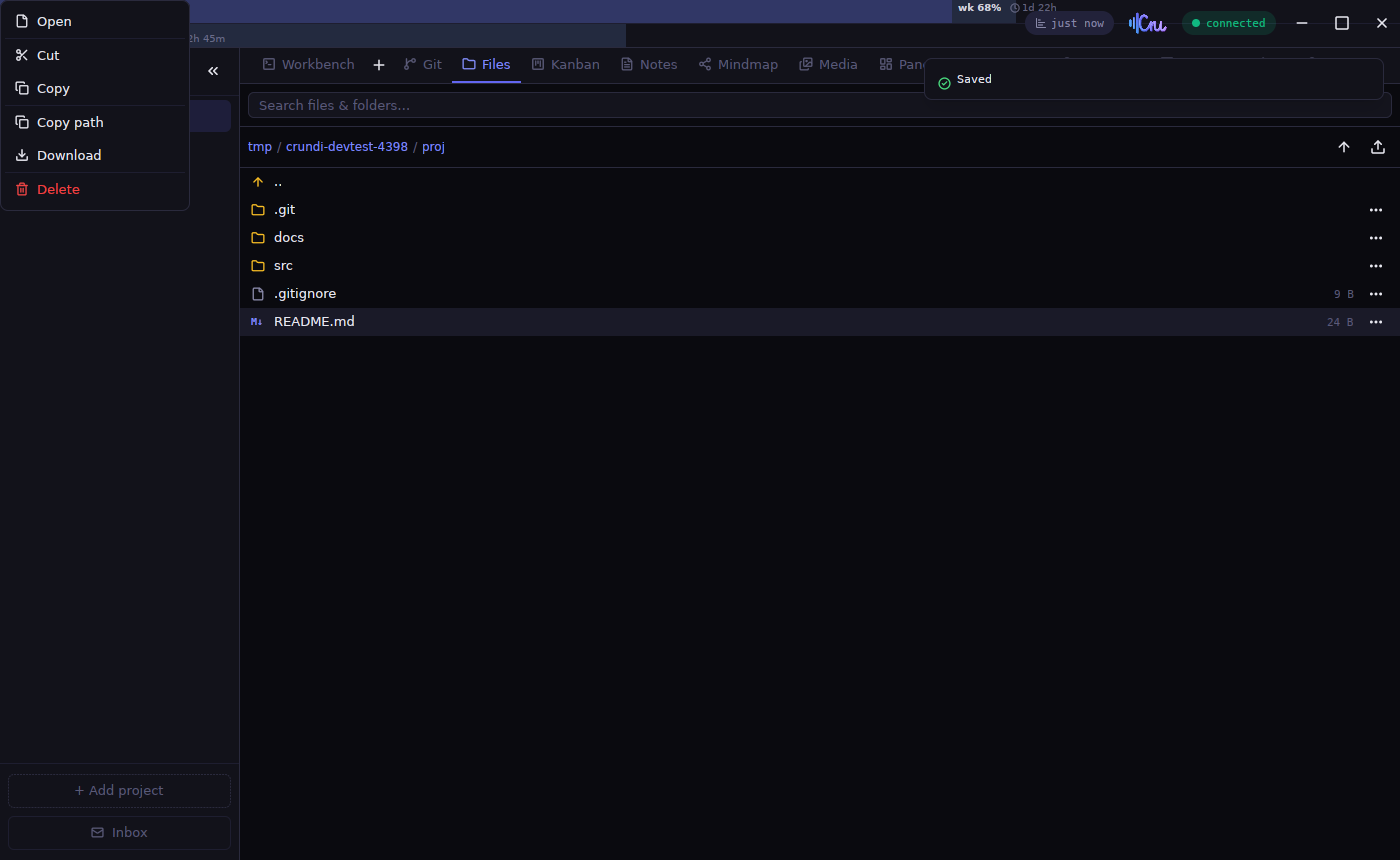 Open
Cut
Copy
Copy path
Download
Delete
2h 45m
wk 68% 1d 22h
just now
Cru
connected
Workbench
Git
Files
Kanban
Notes
Mindmap
Media
Saved
Search files & folders...
tmp / crundi-devtest-4398 / proj
..
.git
docs
src
.gitignore 9 B
M↓ README.md 24 B
+ Add project
Inbox